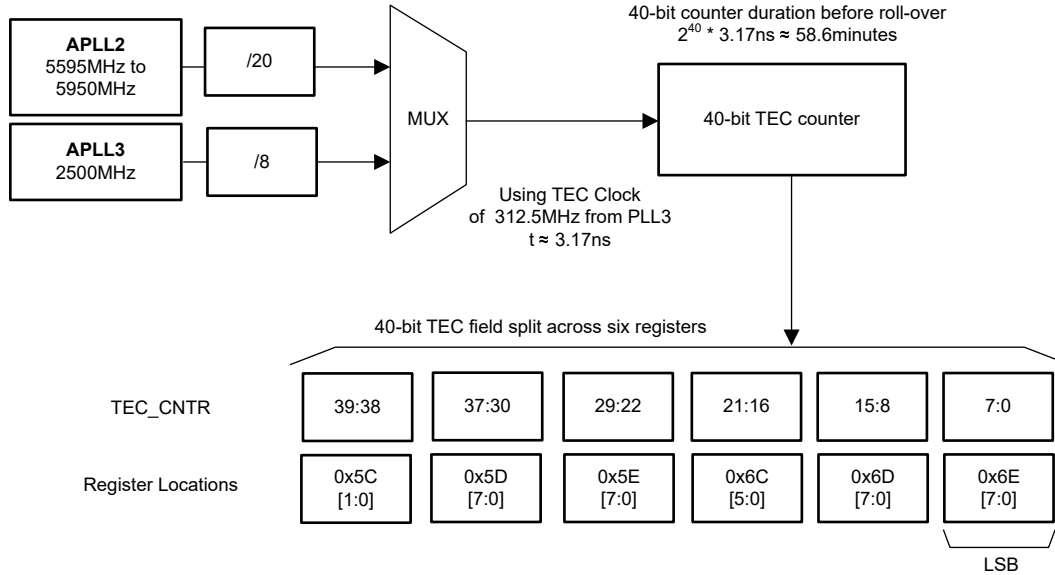 APLL2
5595MHz to
5950MHz
/20
APLL3
2500MHz
/8
MUX
40-bit counter duration before roll-over
2^40 * 3.17ns ≈ 58.6minutes
40-bit TEC counter
Using TEC Clock
of 312.5MHz from PLL3
t ≈ 3.17ns
40-bit TEC field split across six registers
TEC_CNTR
39:38
37:30
29:22
21:16
15:8
7:0
Register Locations
0x5C
[1:0]
0x5D
[7:0]
0x5E
[7:0]
0x6C
[5:0]
0x6D
[7:0]
0x6E
[7:0]
LSB